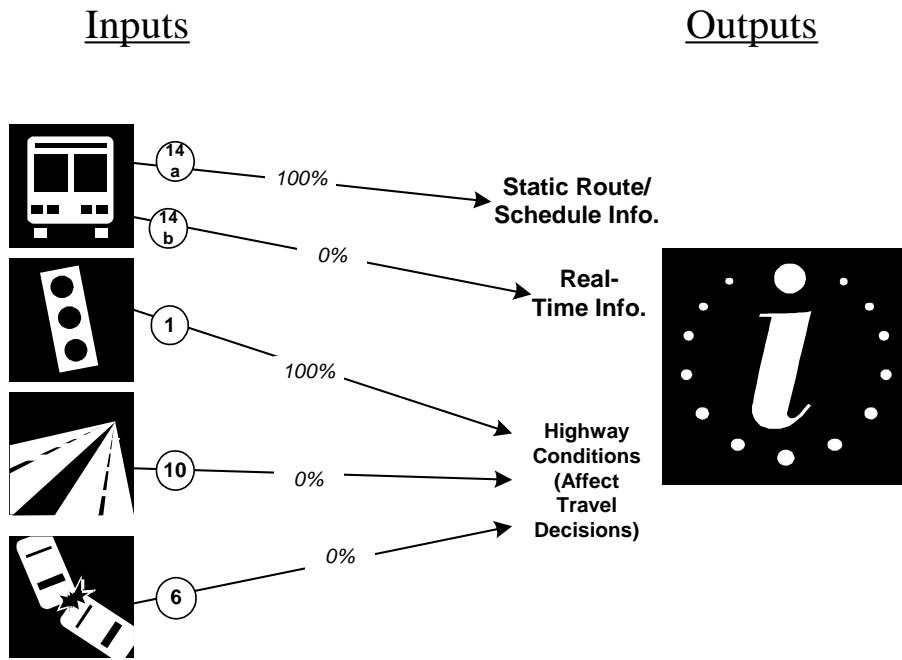 Inputs
Outputs
14
a
100%
Static Route/
Schedule Info.
14
b
0%
Real-
Time Info.
1
100%
Highway
Conditions
(Affect
Travel
Decisions)
10
0%
0%
6
i